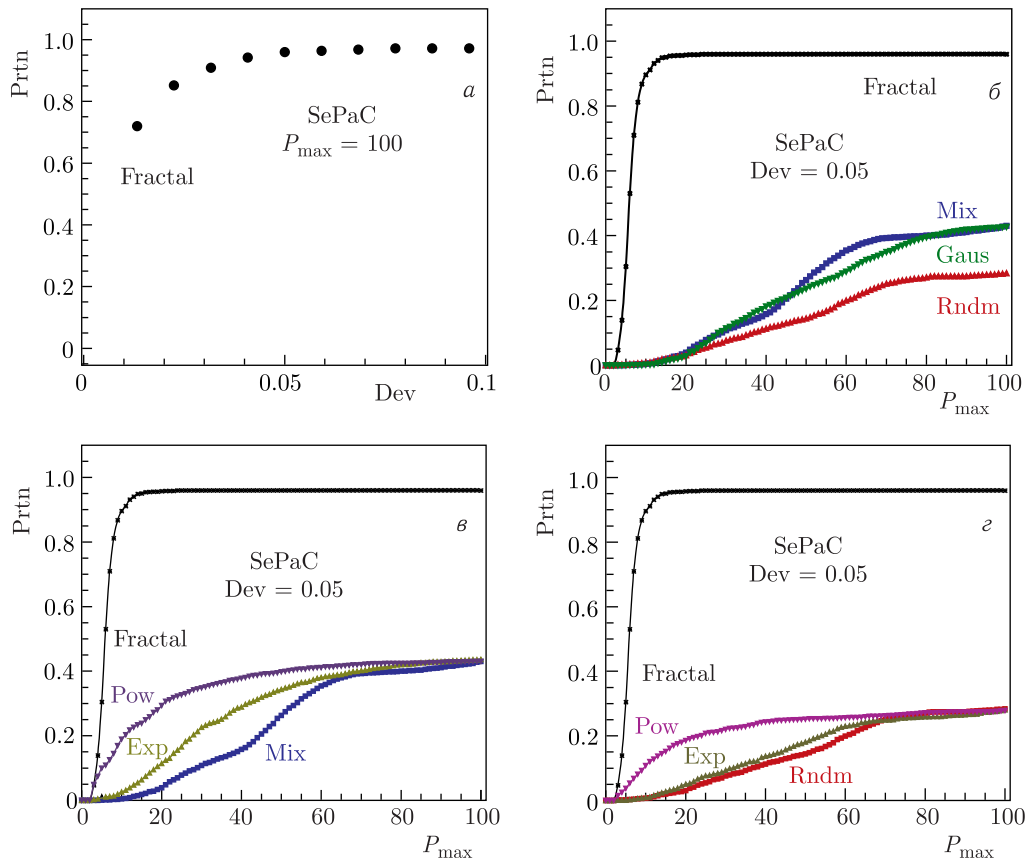 Prtn
1.0
0.8
0.6
0.4
0.2
0
а
SePaC
P_max = 100
Fractal
0
0.05
0.1
Dev
Prtn
1.0
0.8
0.6
0.4
0.2
0
Fractal
б
SePaC
Dev = 0.05
Mix
Gaus
Rndm
0
20
40
60
80
100
P_max
Prtn
1.0
0.8
0.6
0.4
0.2
0
в
SePaC
Dev = 0.05
Fractal
Pow
Exp
Mix
0
20
40
60
80
100
P_max
Prtn
1.0
0.8
0.6
0.4
0.2
0
г
SePaC
Dev = 0.05
Fractal
Pow
Exp
Rndm
0
20
40
60
80
100
P_max